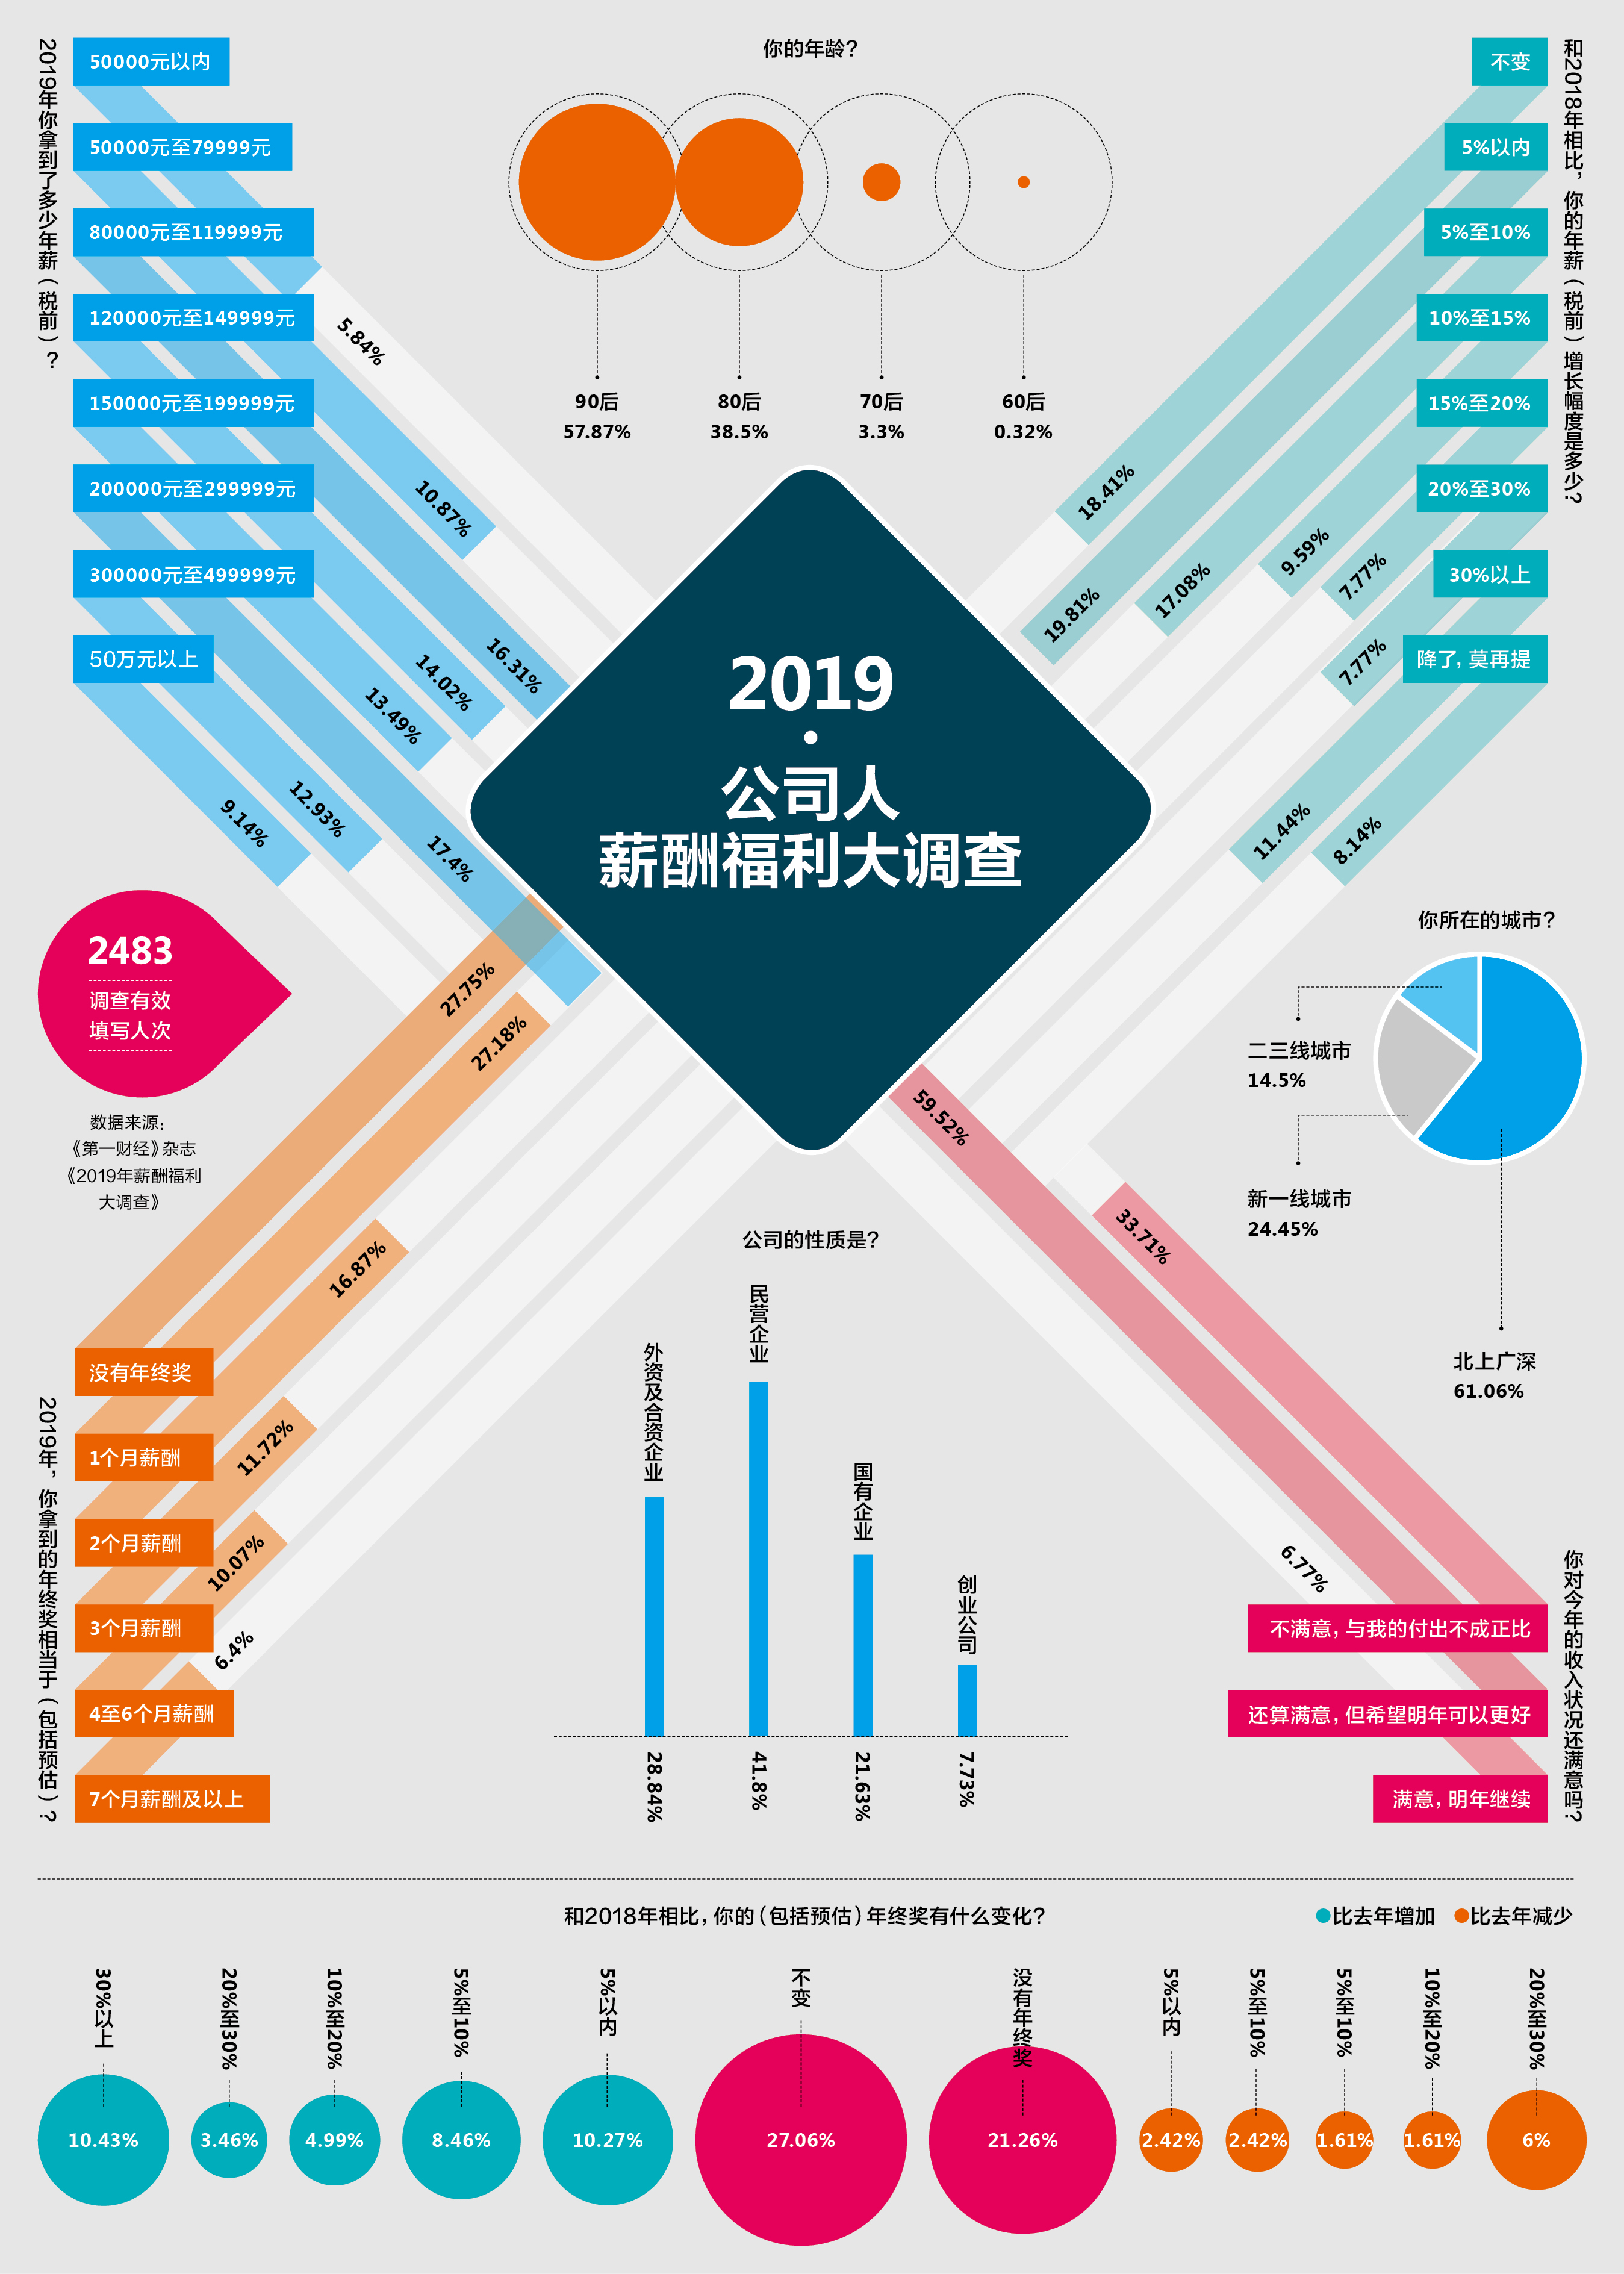 2019年你拿到了多少年薪（税前）？
50000元以内
50000元至79999元
80000元至119999元
120000元至149999元
150000元至199999元
200000元至299999元
300000元至499999元
50万元以上
5.84%
10.87%
16.31%
14.02%
13.49%
17.4%
12.93%
9.14%
你的年龄？
90后
57.87%
80后
38.5%
70后
3.3%
60后
0.32%
和2018年相比，你的年薪（税前）增长幅度是多少？
不变
5%以内
5%至10%
10%至15%
15%至20%
20%至30%
30%以上
降了，莫再提
18.41%
19.81%
17.08%
9.59%
7.77%
7.77%
11.44%
8.14%
2019
·
公司人
薪酬福利大调查
2483
调查有效
填写人次
数据来源：
《第一财经》杂志
《2019年薪酬福利
大调查》
你所在的城市？
二三线城市
14.5%
新一线城市
24.45%
北上广深
61.06%
2019年，你拿到的年终奖相当于（包括预估）？
27.75%
27.18%
16.87%
11.72%
10.07%
6.4%
没有年终奖
1个月薪酬
2个月薪酬
3个月薪酬
4至6个月薪酬
7个月薪酬及以上
公司的性质是？
外资及合资企业
民营企业
国有企业
创业公司
28.84%
41.8%
21.63%
7.73%
你对今年的收入状况还满意吗？
59.52%
33.71%
6.77%
不满意，与我的付出不成正比
还算满意，但希望明年可以更好
满意，明年继续
和2018年相比，你的（包括预估）年终奖有什么变化？
比去年增加
比去年减少
30%以上
20%至30%
10%至20%
5%至10%
5%以内
不变
没有年终奖
5%以内
5%至10%
5%至10%
10%至20%
20%至30%
10.43%
3.46%
4.99%
8.46%
10.27%
27.06%
21.26%
2.42%
2.42%
1.61%
1.61%
6%